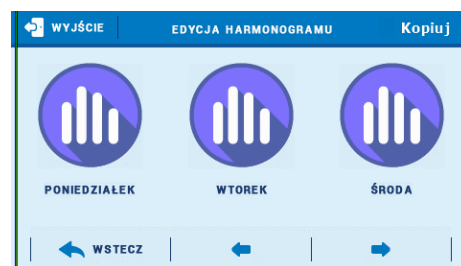 WYJŚCIE EDYCJA HARMONOGRAMU Kopiuj
PONIEDZIAŁEK WTOREK ŚRODA
WSTECZ